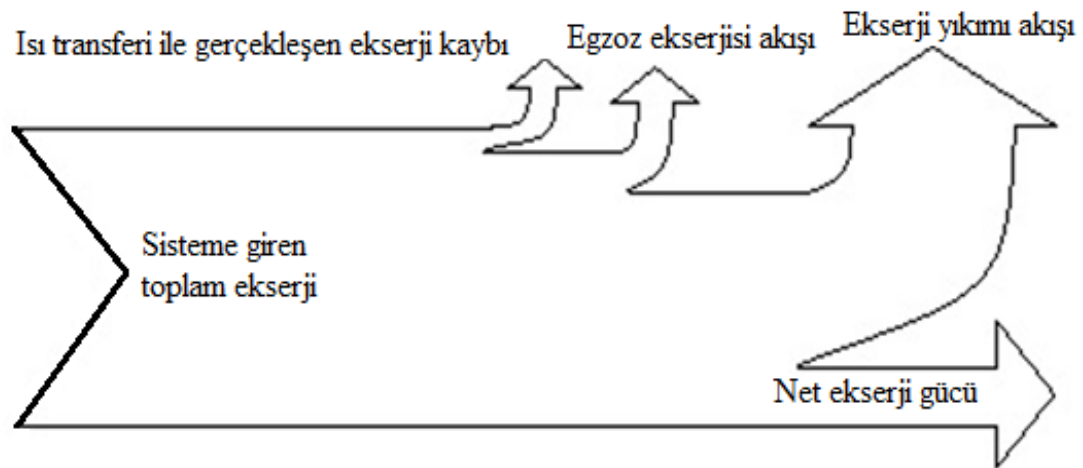 Isı transferi ile gerçekleşen ekserji kaybı
Egzoz ekserjisi akışı
Ekserji yıkımı akışı
Sisteme giren
toplam ekserji
Net ekserji gücü